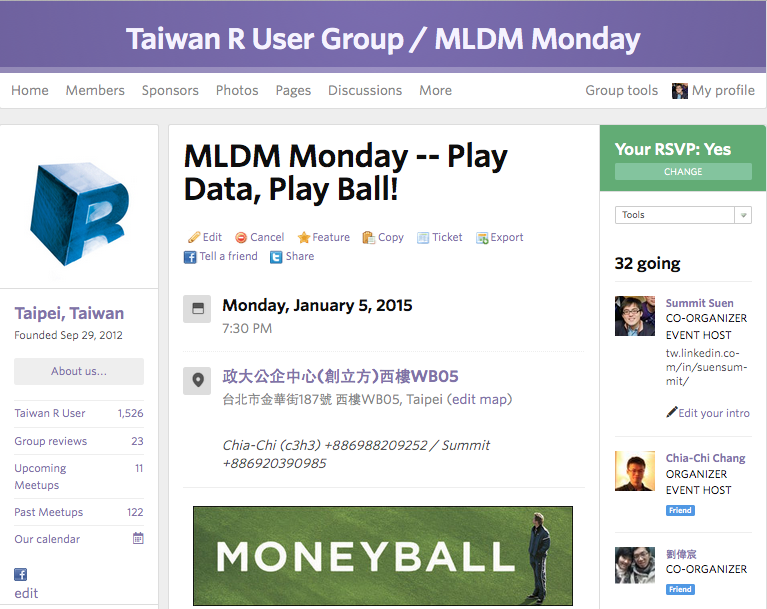 Taiwan R User Group / MLDM Monday
Home Members Sponsors Photos Pages Discussions More Group tools My profile
R
Taipei, Taiwan
Founded Sep 29, 2012
About us...
Taiwan R User 1,526
Group reviews 23
Upcoming
Meetups 11
Past Meetups 122
Our calendar
edit
MLDM Monday -- Play
Data, Play Ball!
Edit Cancel Feature Copy Ticket Export
Tell a friend Share
Monday, January 5, 2015
7:30 PM
政大公企中心(創立方)西樓WB05
台北市金華街187號 西樓WB05, Taipei (edit map)
Chia-Chi (c3h3) +886988209252 / Summit
+886920390985
MONEYBALL
Your RSVP: Yes
CHANGE
Tools
32 going
Summit Suen
CO-ORGANIZER
EVENT HOST
tw.linkedin.co-
m/in/suensum-
mit/
Edit your intro
Chia-Chi Chang
ORGANIZER
EVENT HOST
Friend
劉偉宸
CO-ORGANIZER
Friend